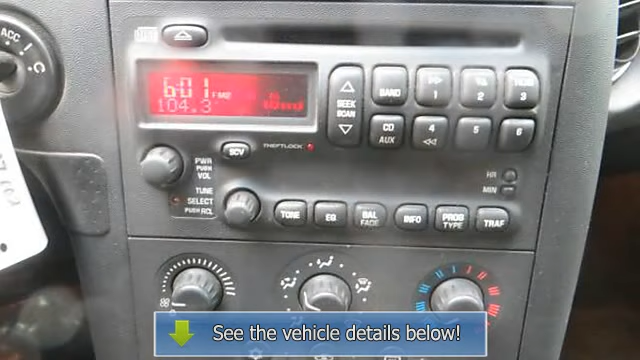 ACC
6:01
104.3
SEEK
SCAN
BAND
1
2
3
CD
AUX
4
5
6
SCV
THEFTLOCK
PWR
PUSH
VOL
TUNE
SELECT
PUSH RCL
HR
MIN
TONE
EQ
BAL
FADE
INFO
PROG
TYPE
TRAF
See the vehicle details below!